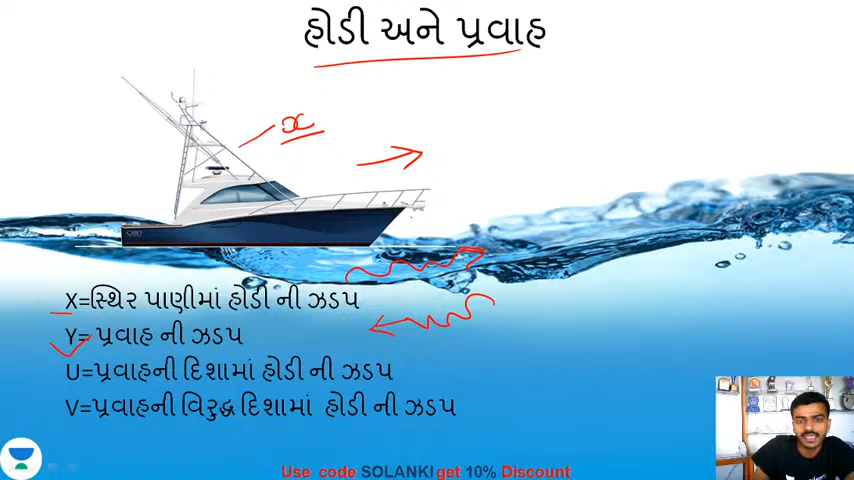 હોડી અને પ્રવાહ
x
X=સ્થિર પાણીમાં હોડી ની ઝડપ
Y= પ્રવાહ ની ઝડપ
U=પ્રવાહની દિશામાં હોડી ની ઝડપ
V=પ્રવાહની વિરુદ્ધ દિશામાં હોડી ની ઝડપ
Use code SOLANKI get 10% Discount